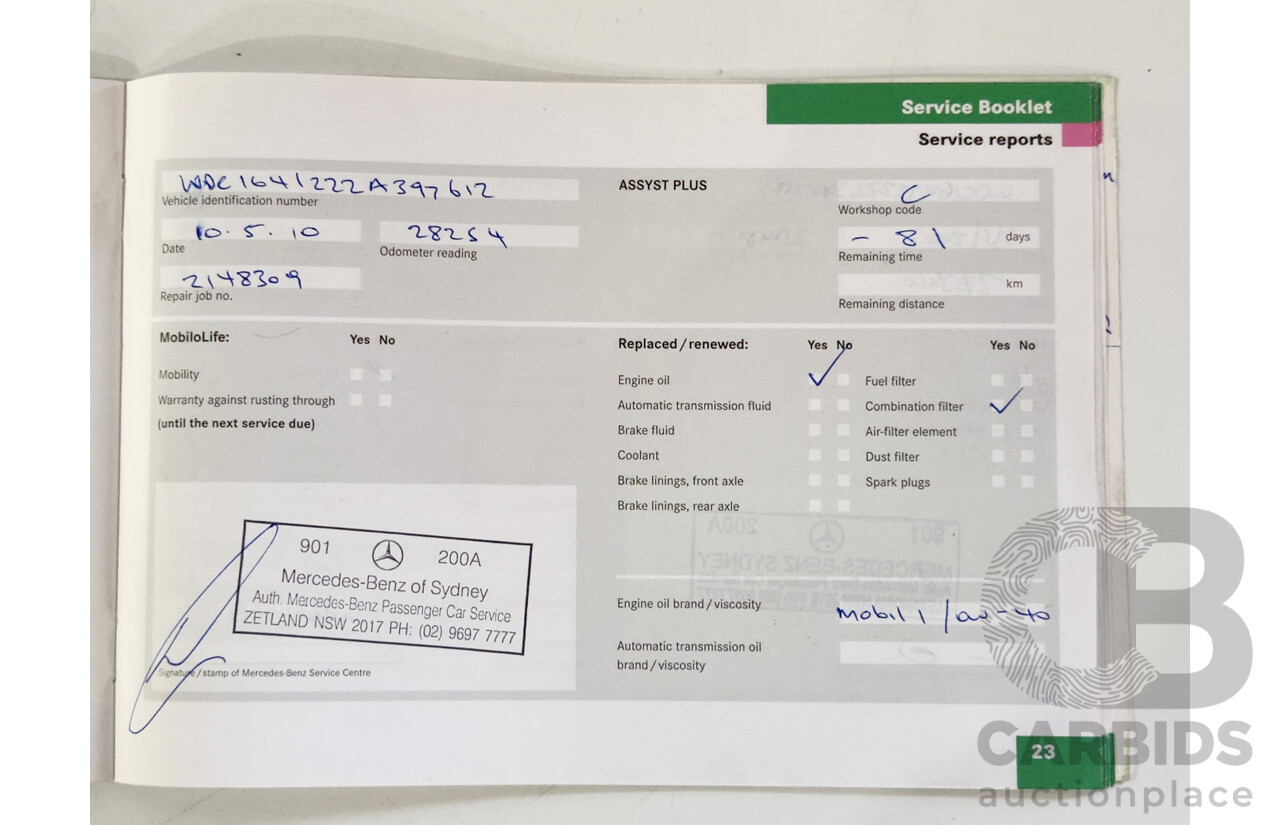 Service Booklet
Service reports
WDC1641222A397612
Vehicle identification number
ASSYST PLUS
C
Workshop code
10.5.10
28254
Date
Odometer reading
- 81 days
Remaining time
2148309
Repair job no.
km
Remaining distance
MobiloLife: Yes No
Mobility
Warranty against rusting through
(until the next service due)
Replaced/renewed: Yes No Yes No
Engine oil Fuel filter
Automatic transmission fluid Combination filter
Brake fluid Air-filter element
Coolant Dust filter
Brake linings, front axle Spark plugs
Brake linings, rear axle
901 200A
Mercedes-Benz of Sydney
Auth. Mercedes-Benz Passenger Car Service
ZETLAND NSW 2017 PH: (02) 9697 7777
Signature/stamp of Mercedes-Benz Service Centre
Engine oil brand/viscosity mobil 1
Automatic transmission oil
brand/viscosity
23
CB
CARBIDS
auctionplace